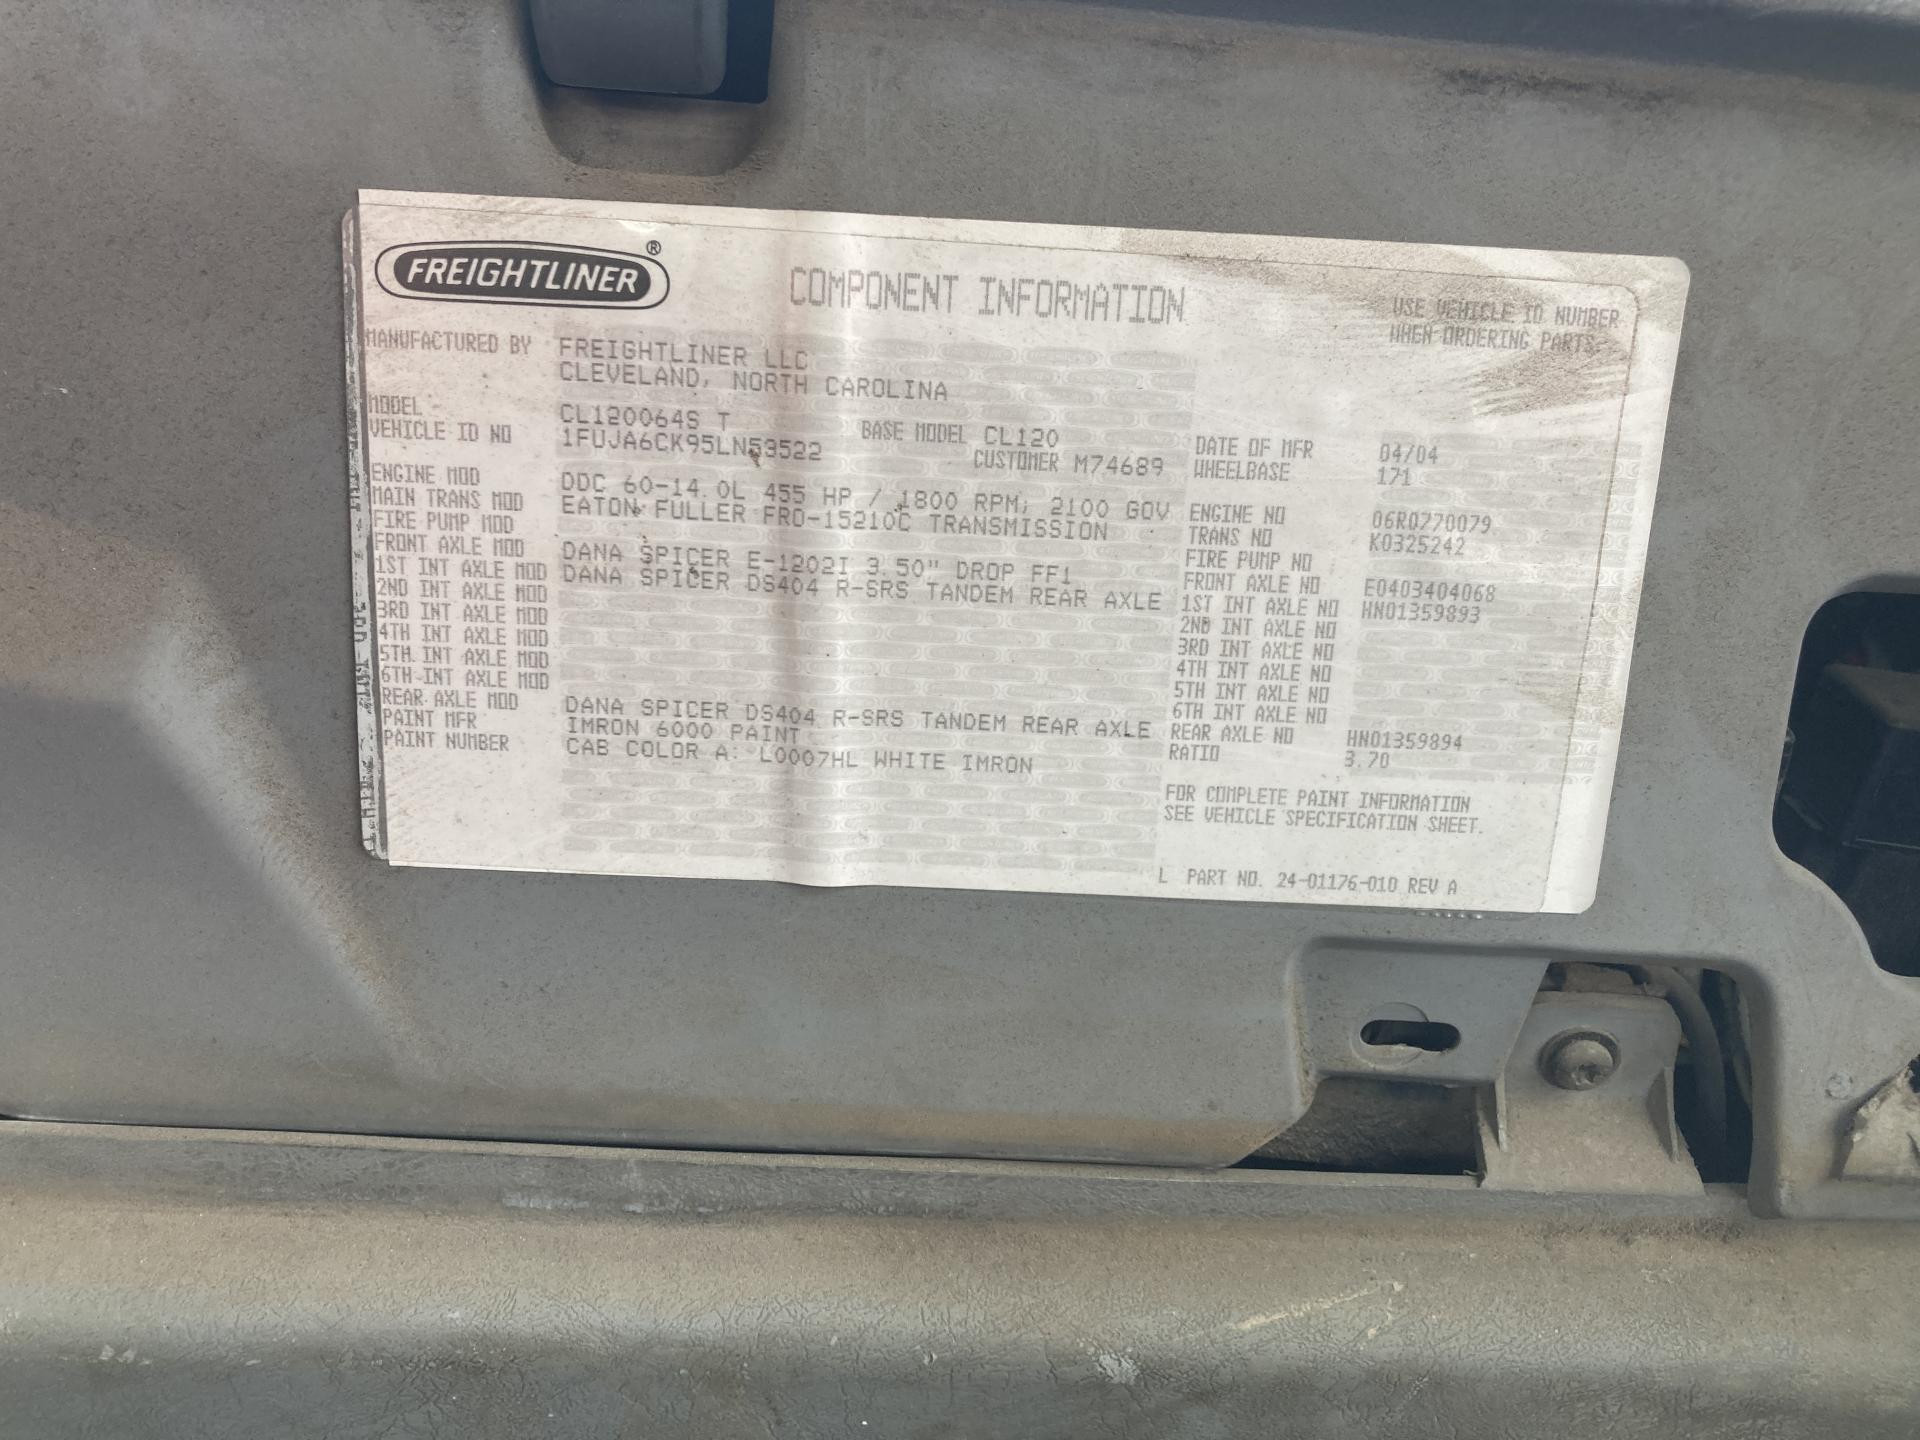 FREIGHTLINER®
COMPONENT INFORMATION
USE VEHICLE ID NUMBER
WHEN ORDERING PARTS.
MANUFACTURED BY FREIGHTLINER LLC
CLEVELAND, NORTH CAROLINA
MODEL CL120064S T BASE MODEL CL120 DATE OF MFR 04/04
VEHICLE ID NO 1FUJA6CK95LN53522 CUSTOMER M74689 WHEELBASE 171
ENGINE MOD DDC 60-14.0L 455 HP / 1800 RPM; 2100 GOV ENGINE NO 06R0770079
MAIN TRANS MOD EATON FULLER FRO-15210C TRANSMISSION TRANS NO K0325242
FIRE PUMP MOD FIRE PUMP NO
FRONT AXLE MOD DANA SPICER E-1202I 3.50" DROP FF1 FRONT AXLE NO E0403404068
1ST INT AXLE MOD DANA SPICER DS404 R-SRS TANDEM REAR AXLE 1ST INT AXLE NO HN01359893
2ND INT AXLE MOD 2ND INT AXLE NO
3RD INT AXLE MOD 3RD INT AXLE NO
4TH INT AXLE MOD 4TH INT AXLE NO
5TH INT AXLE MOD 5TH INT AXLE NO
6TH INT AXLE MOD 6TH INT AXLE NO
REAR AXLE MOD DANA SPICER DS404 R-SRS TANDEM REAR AXLE REAR AXLE NO HN01359894
PAINT MFR IMRON 6000 PAINT RATIO 3.70
PAINT NUMBER CAB COLOR A: L0007HL WHITE IMRON
FOR COMPLETE PAINT INFORMATION
SEE VEHICLE SPECIFICATION SHEET.
L PART NO. 24-01176-010 REV A